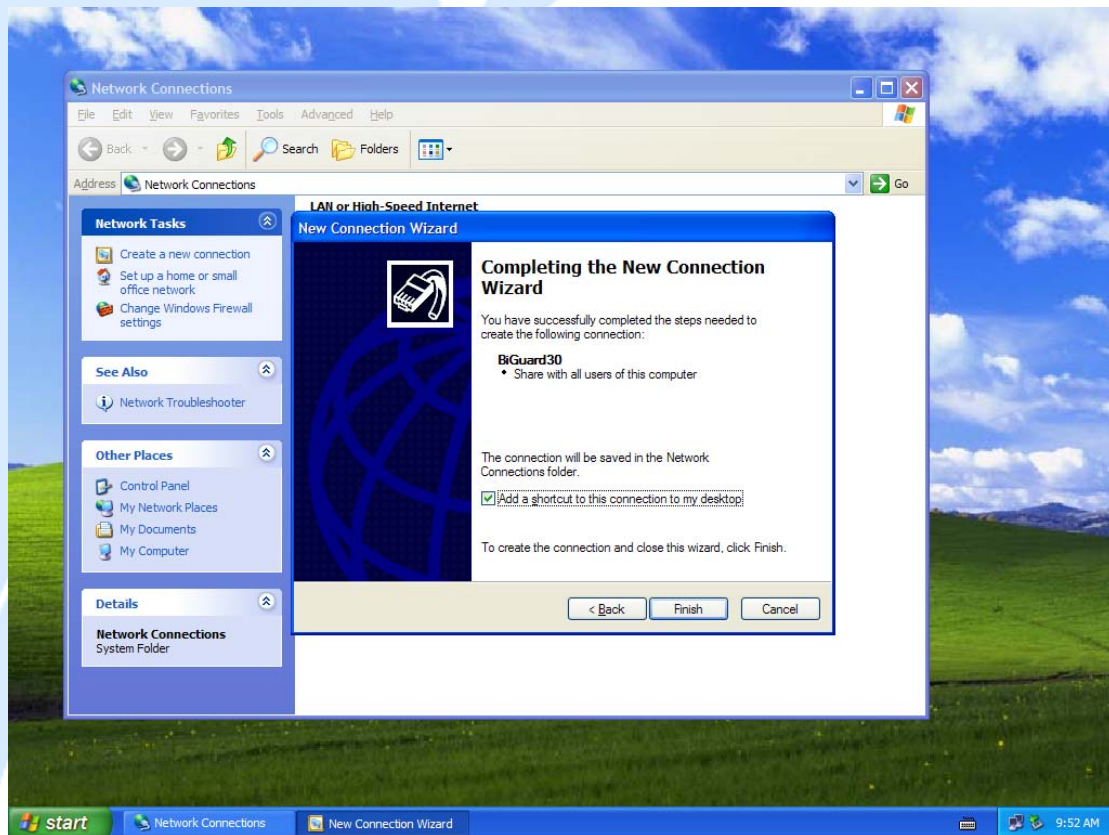 Network Connections
File Edit View Favorites Tools Advanced Help
Back Search Folders
Address Network Connections Go
LAN or High-Speed Internet
Network Tasks
Create a new connection
Set up a home or small
office network
Change Windows Firewall
settings
See Also
Network Troubleshooter
Other Places
Control Panel
My Network Places
My Documents
My Computer
Details
Network Connections
System Folder
New Connection Wizard
Completing the New Connection
Wizard
You have successfully completed the steps needed to
create the following connection:
BiGuard30
• Share with all users of this computer
The connection will be saved in the Network
Connections folder.
Add a shortcut to this connection to my desktop
To create the connection and close this wizard, click Finish.
< Back Finish Cancel
start Network Connections New Connection Wizard 9:52 AM